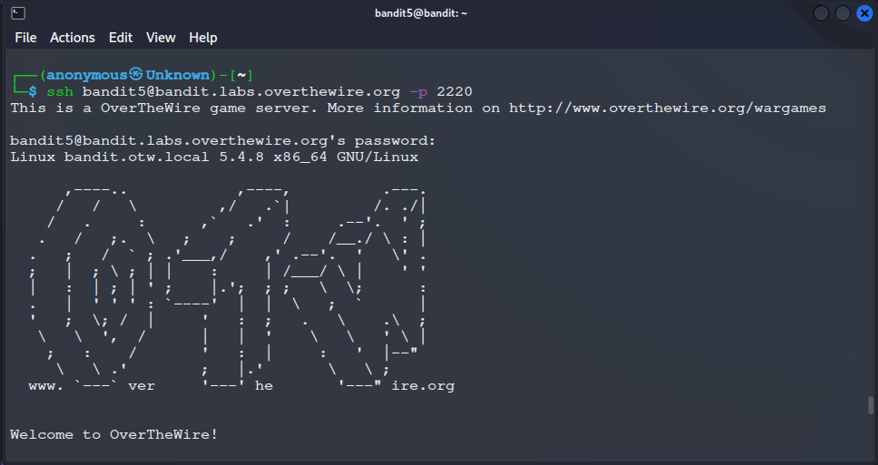 bandit5@bandit: ~
File Actions Edit View Help
┌──(anonymous㉿Unknown)-[~]
└─$ ssh bandit5@bandit.labs.overthewire.org -p 2220
This is a OverTheWire game server. More information on http://www.overthewire.org/wargames
bandit5@bandit.labs.overthewire.org's password:
Linux bandit.otw.local 5.4.8 x86_64 GNU/Linux
www. `---` ver '---' he '---" ire.org
Welcome to OverTheWire!